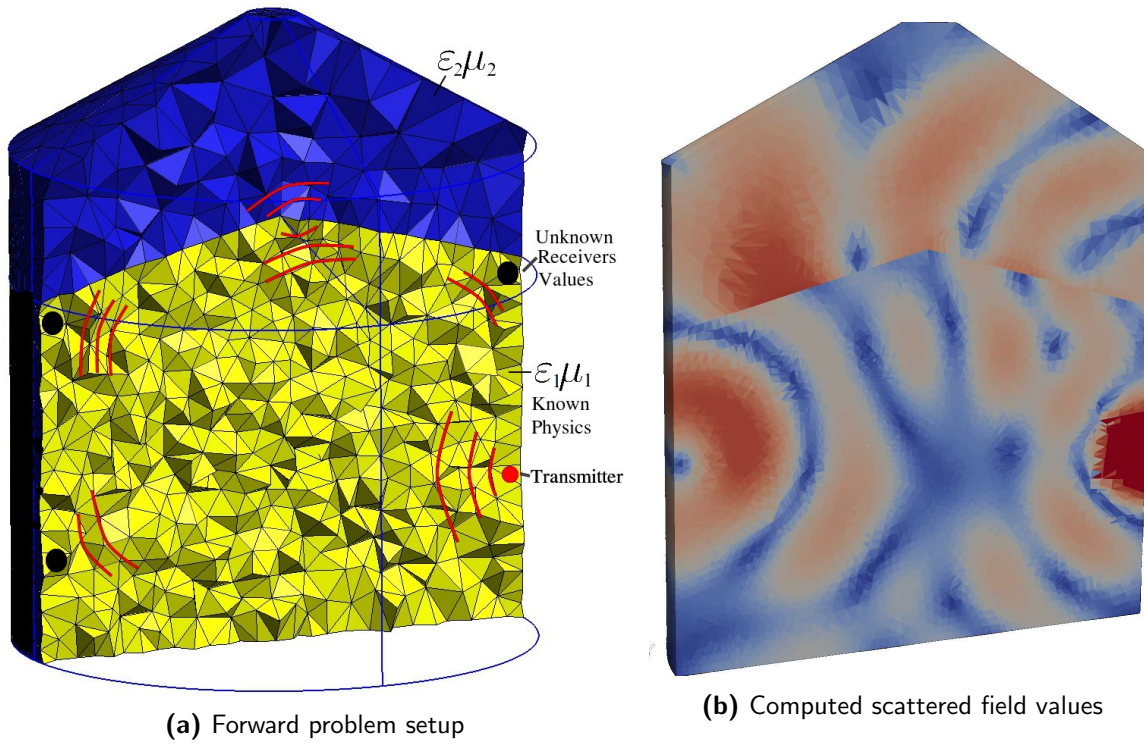 ε₂μ₂
Unknown
Receivers
Values
ε₁μ₁
Known
Physics
Transmitter
(a) Forward problem setup
(b) Computed scattered field values